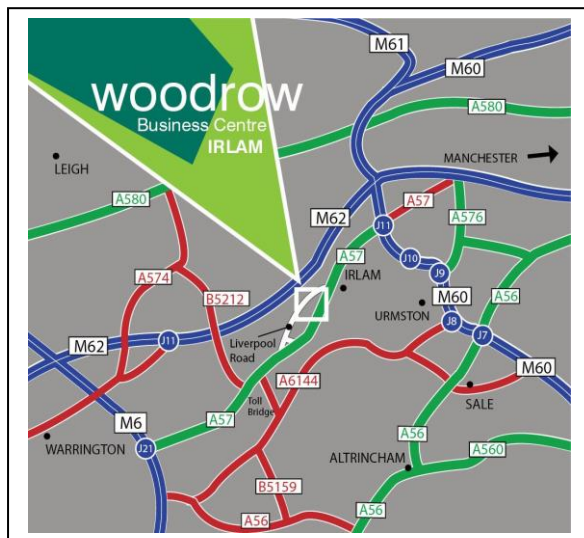 M61
M60
woodrow
Business Centre
IRLAM
A580
MANCHESTER
LEIGH
A580
M62
A57
A576
J11
A57
J10
J9
A574
B5212
IRLAM
M60
A56
URMSTON
J8
J7
Liverpool
Road
M62
J11
M60
A6144
M6
A57
Toll
Bridge
SALE
WARRINGTON
J21
A56
A560
ALTRINCHAM
B5159
A56
A56